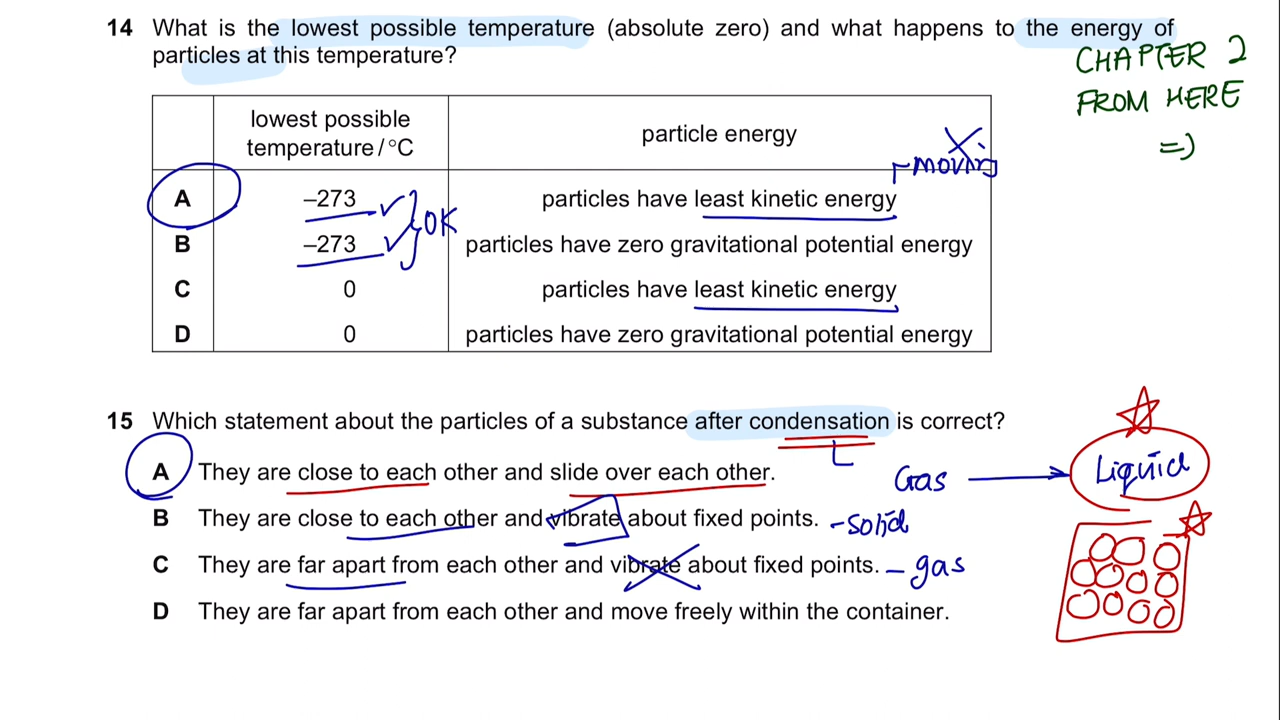 14 What is the lowest possible temperature (absolute zero) and what happens to the energy of
particles at this temperature?
CHAPTER 2
FROM HERE
=)
lowest possible
temperature / °C
particle energy
moving
A –273 particles have least kinetic energy
OK
B –273 particles have zero gravitational potential energy
C 0 particles have least kinetic energy
D 0 particles have zero gravitational potential energy
15 Which statement about the particles of a substance after condensation is correct?
L
A They are close to each other and slide over each other.
Gas
Liquid
B They are close to each other and vibrate about fixed points. - solid
C They are far apart from each other and vibrate about fixed points. - gas
D They are far apart from each other and move freely within the container.